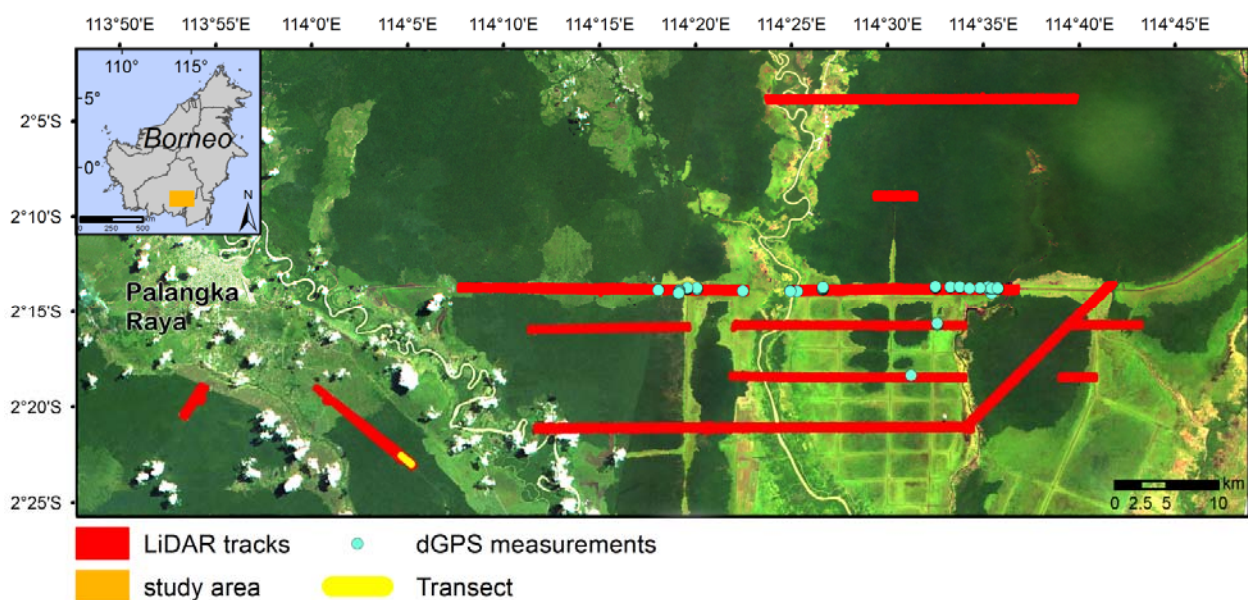 113°50'E 113°55'E 114°0'E 114°5'E 114°10'E 114°15'E 114°20'E 114°25'E 114°30'E 114°35'E 114°40'E 114°45'E
110° 115°
5°
Borneo
0°
N
km
0 250 500
2°5'S
2°10'S
2°15'S
2°20'S
2°25'S
Palangka
Raya
km
0 2.5 5 10
LiDAR tracks
dGPS measurements
study area
Transect